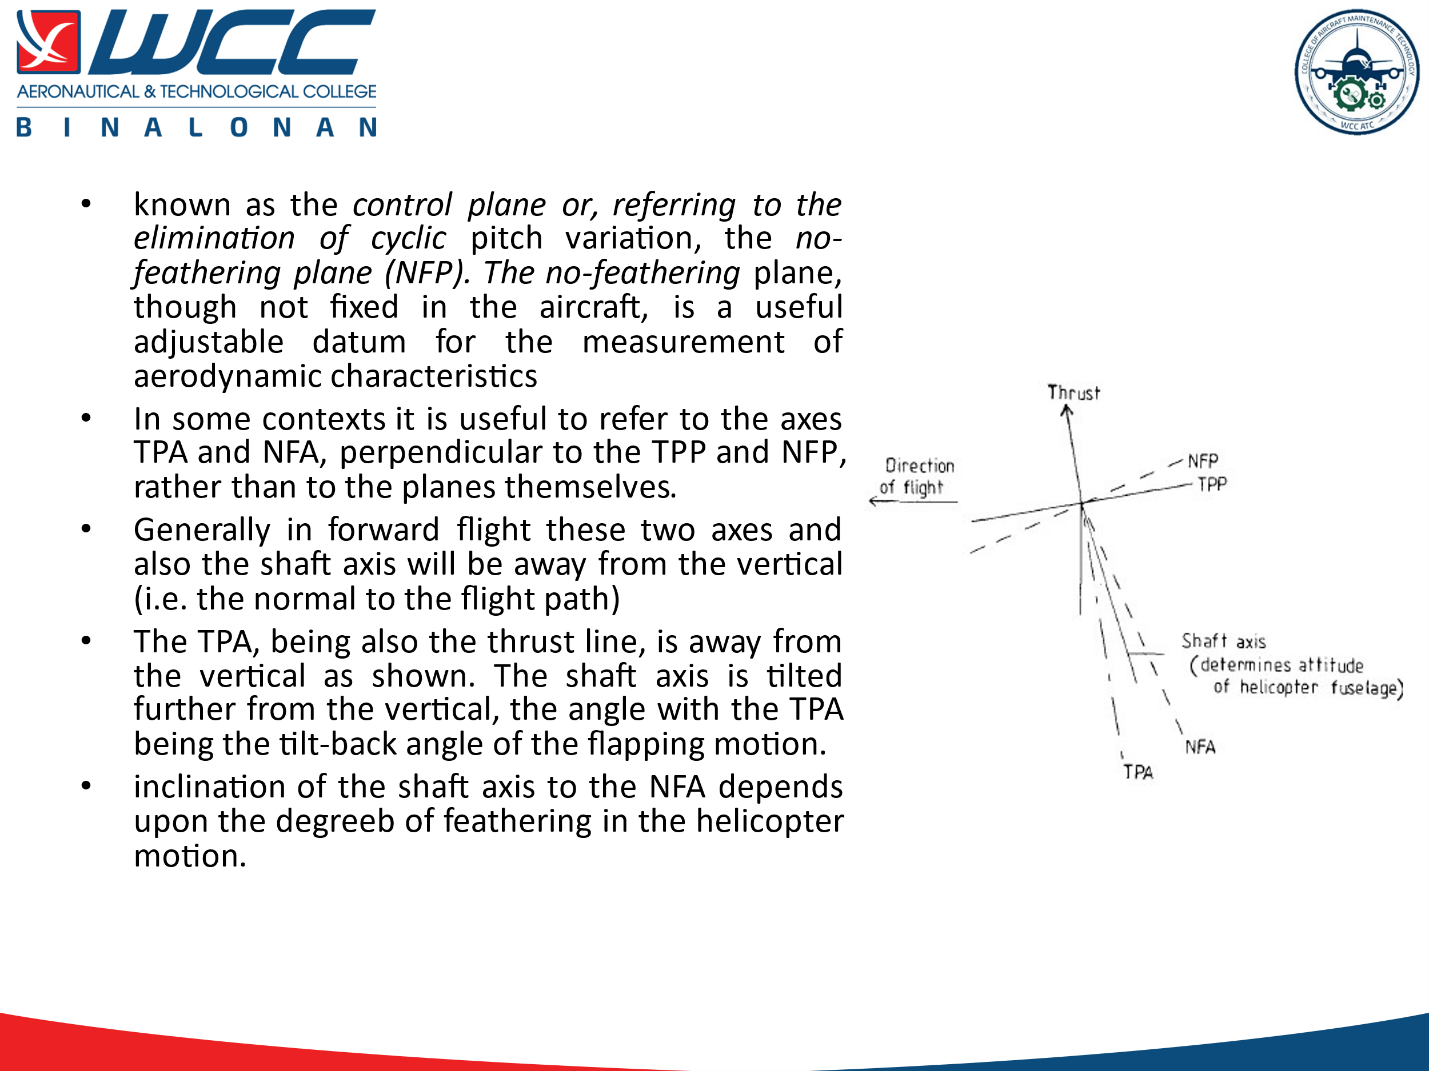 WCC
AERONAUTICAL & TECHNOLOGICAL COLLEGE
BINALONAN
COLLEGE OF AIRCRAFT MAINTENANCE TECHNOLOGY
WCC ATC
• known as the control plane or, referring to the
elimination of cyclic pitch variation, the no-
feathering plane (NFP). The no-feathering plane,
though not fixed in the aircraft, is a useful
adjustable datum for the measurement of
aerodynamic characteristics
• In some contexts it is useful to refer to the axes
TPA and NFA, perpendicular to the TPP and NFP,
rather than to the planes themselves.
• Generally in forward flight these two axes and
also the shaft axis will be away from the vertical
(i.e. the normal to the flight path)
• The TPA, being also the thrust line, is away from
the vertical as shown. The shaft axis is tilted
further from the vertical, the angle with the TPA
being the tilt-back angle of the flapping motion.
• inclination of the shaft axis to the NFA depends
upon the degreeb of feathering in the helicopter
motion.
Thrust
Direction
of flight
NFP
TPP
Shaft axis
(determines attitude
of helicopter fuselage)
NFA
TPA